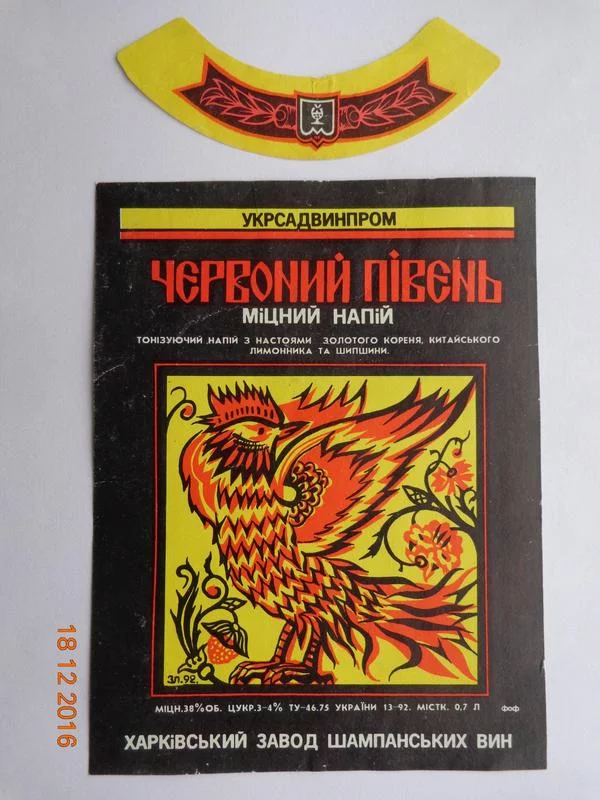 УКРСАДВИНПРОМ
ЧЕРВОНИЙ ПІВЕНЬ
МІЦНИЙ НАПІЙ
ТОНІЗУЮЧИЙ НАПІЙ З НАСТОЯМИ ЗОЛОТОГО КОРЕНЯ, КИТАЙСЬКОГО
ЛИМОННИКА ТА ШИПШИНИ.
ЗЛ.92.
МІЦН.38%ОБ. ЦУКР.3-4% ТУ-46.75 УКРАЇНИ 13-92. МІСТК. 0,7 Л фоф
ХАРКІВСЬКИЙ ЗАВОД ШАМПАНСЬКИХ ВИН
18 12 2016